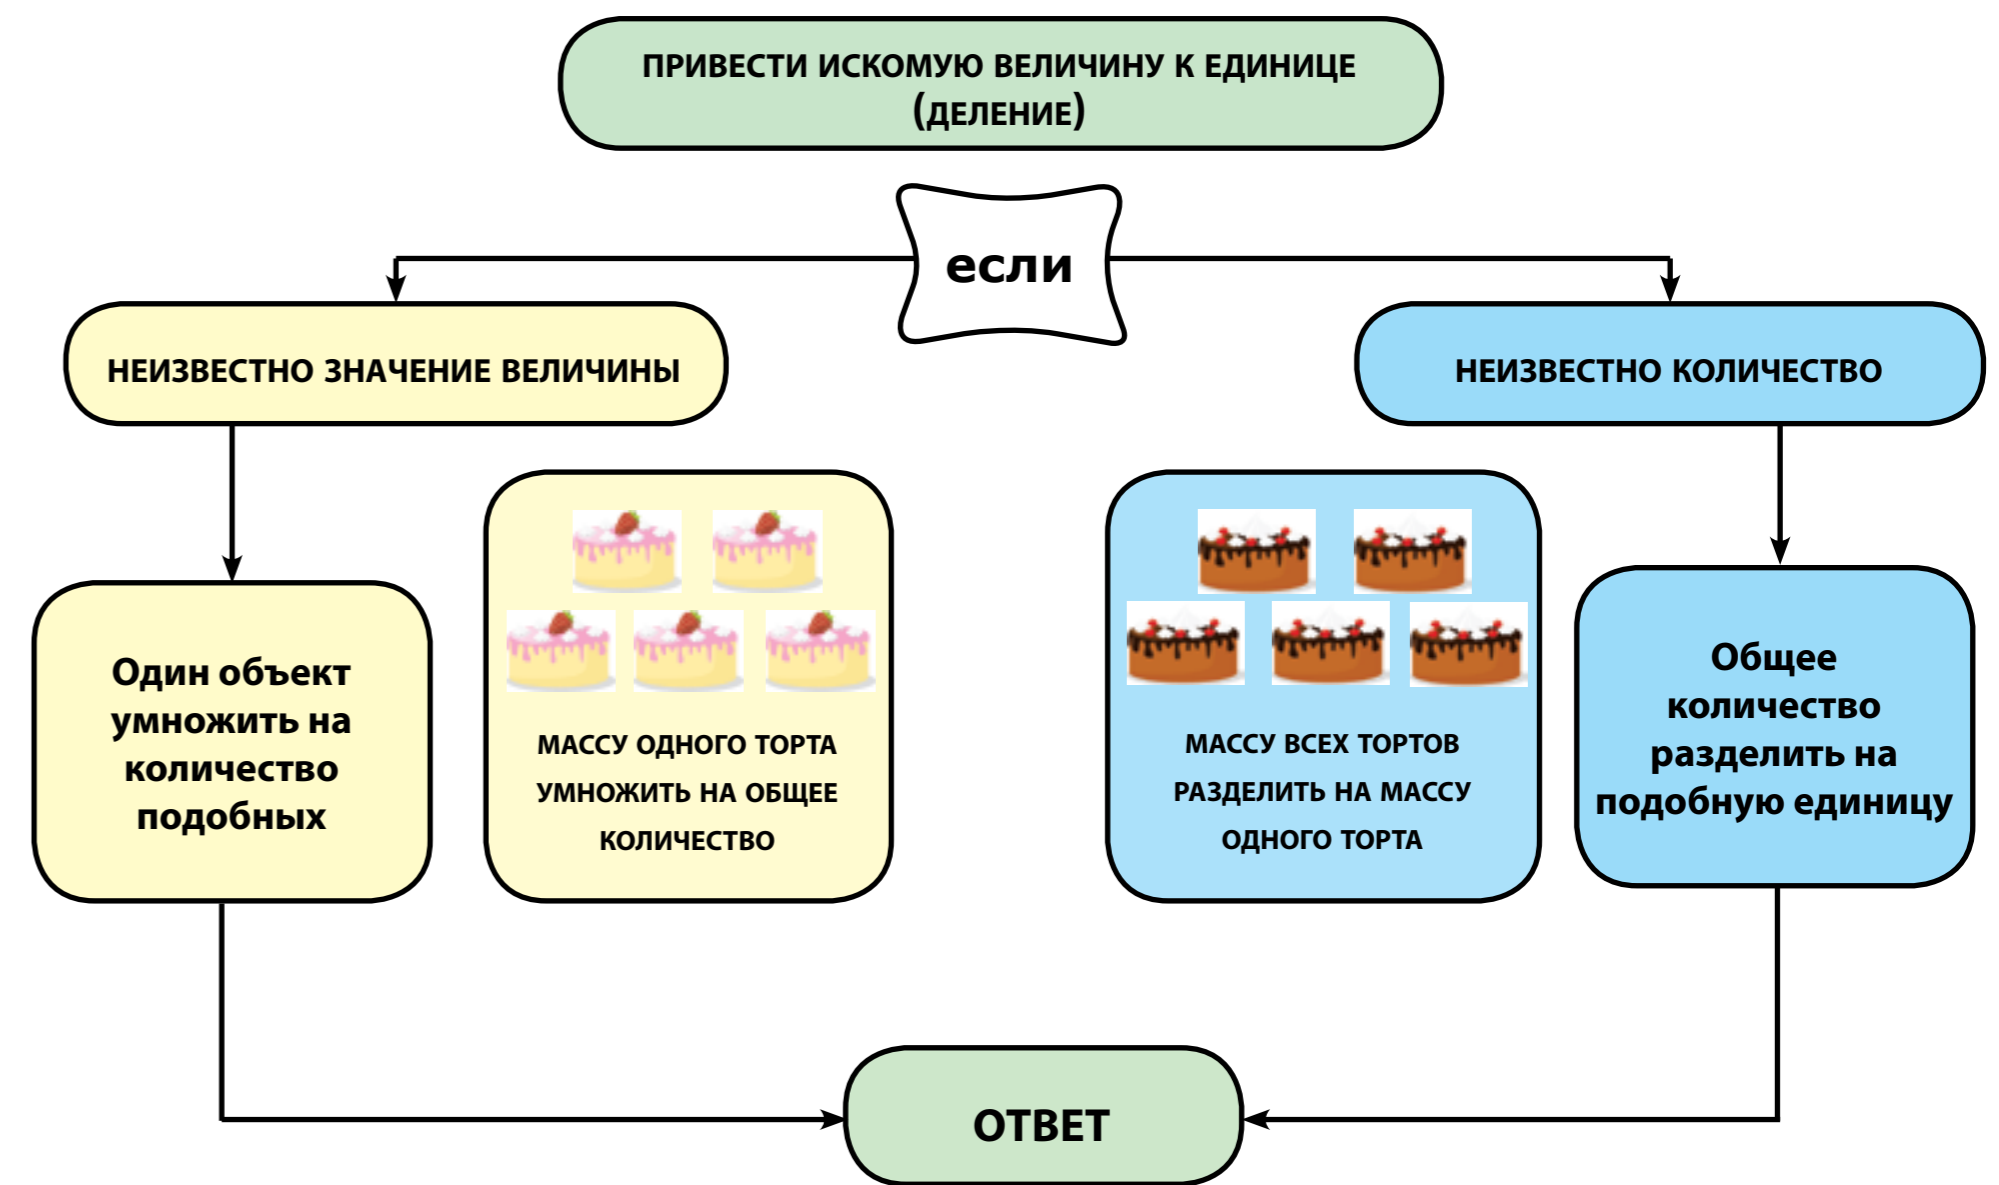 ПРИВЕСТИ ИСКОМУЮ ВЕЛИЧИНУ К ЕДИНИЦЕ
(ДЕЛЕНИЕ)
если
НЕИЗВЕСТНО ЗНАЧЕНИЕ ВЕЛИЧИНЫ
НЕИЗВЕСТНО КОЛИЧЕСТВО
Один объект
умножить на
количество
подобных
МАССУ ОДНОГО ТОРТА
УМНОЖИТЬ НА ОБЩЕЕ
КОЛИЧЕСТВО
МАССУ ВСЕХ ТОРТОВ
РАЗДЕЛИТЬ НА МАССУ
ОДНОГО ТОРТА
Общее
количество
разделить на
подобную единицу
ОТВЕТ